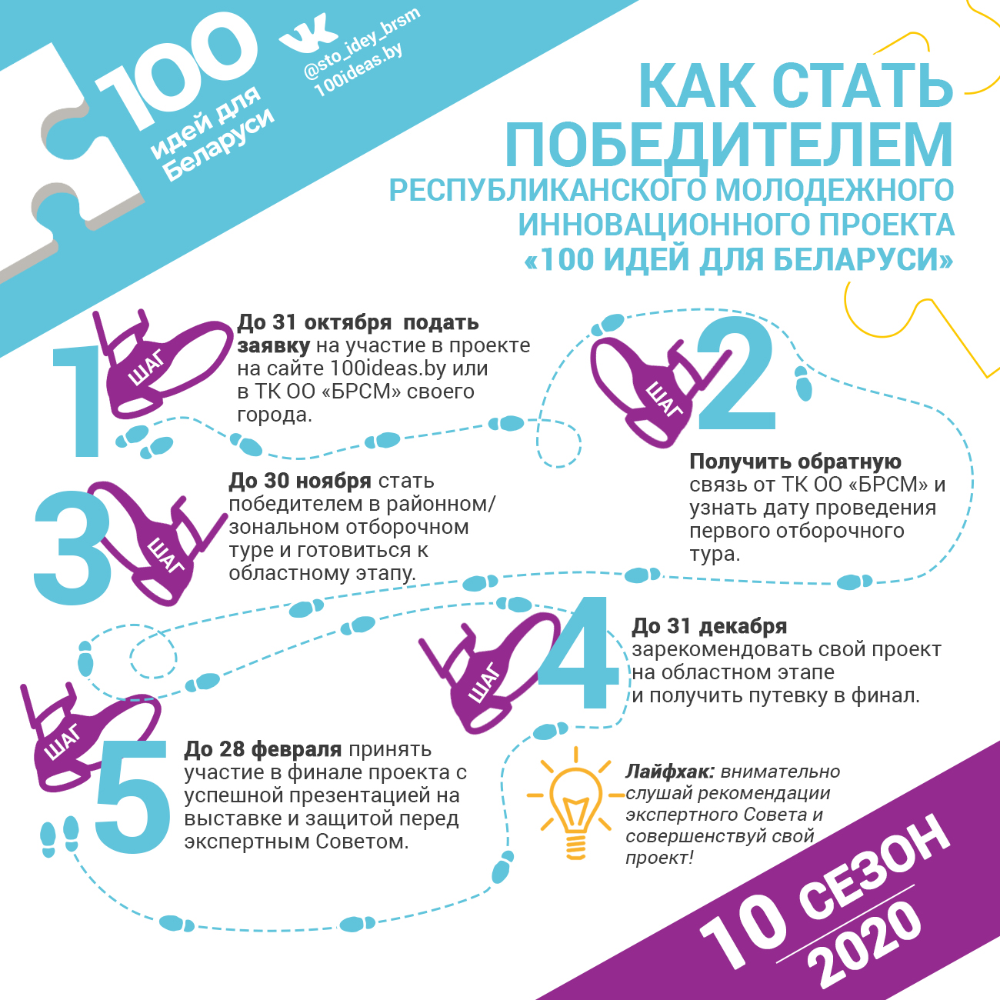 100
идей для
Беларуси
@sto_idey_brsm
100ideas.by
КАК СТАТЬ
ПОБЕДИТЕЛЕМ
РЕСПУБЛИКАНСКОГО МОЛОДЕЖНОГО
ИННОВАЦИОННОГО ПРОЕКТА
«100 ИДЕЙ ДЛЯ БЕЛАРУСИ»
1
ШАГ
До 31 октября подать
заявку на участие в проекте
на сайте 100ideas.by или
в ТК ОО «БРСМ» своего
города.
ШАГ
2
Получить обратную
связь от ТК ОО «БРСМ» и
узнать дату проведения
первого отборочного
тура.
3
ШАГ
До 30 ноября стать
победителем в районном/
зональном отборочном
туре и готовиться к
областному этапу.
ШАГ
4
До 31 декабря
зарекомендовать свой проект
на областном этапе
и получить путевку в финал.
ШАГ
5
До 28 февраля принять
участие в финале проекта с
успешной презентацией на
выставке и защитой перед
экспертным Советом.
Лайфхак: внимательно
слушай рекомендации
экспертного Совета и
совершенствуй свой
проект!
10 СЕЗОН
2020